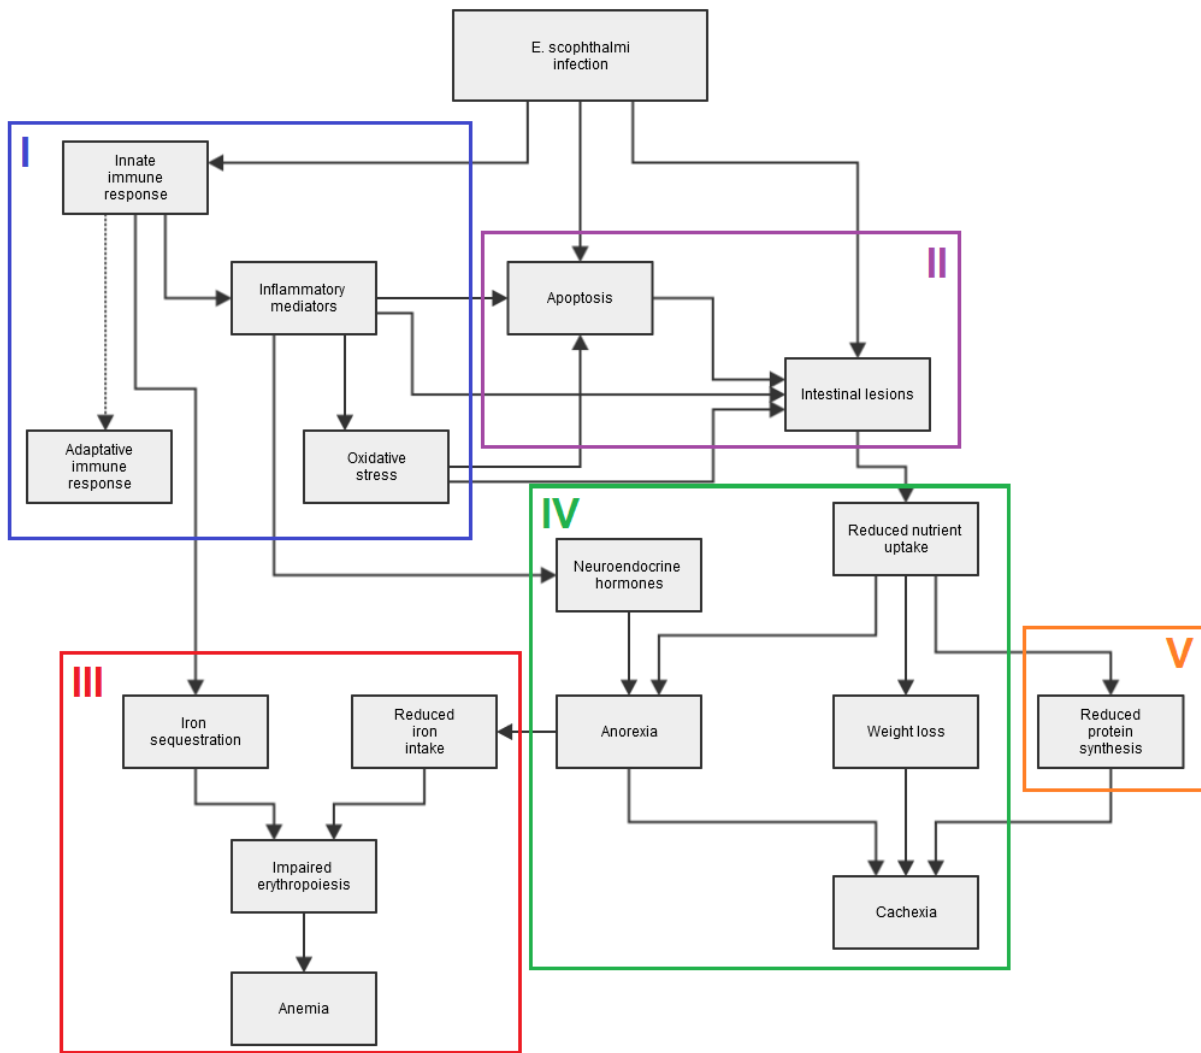 E. scophthalmi
infection
I
Innate
immune
response
Inflammatory
mediators
Adaptative
immune
response
Oxidative
stress
II
Apoptosis
Intestinal lesions
IV
Reduced nutrient
uptake
Neuroendocrine
hormones
Anorexia
Weight loss
Cachexia
V
Reduced
protein
synthesis
III
Iron
sequestration
Reduced
iron
intake
Impaired
erythropoiesis
Anemia